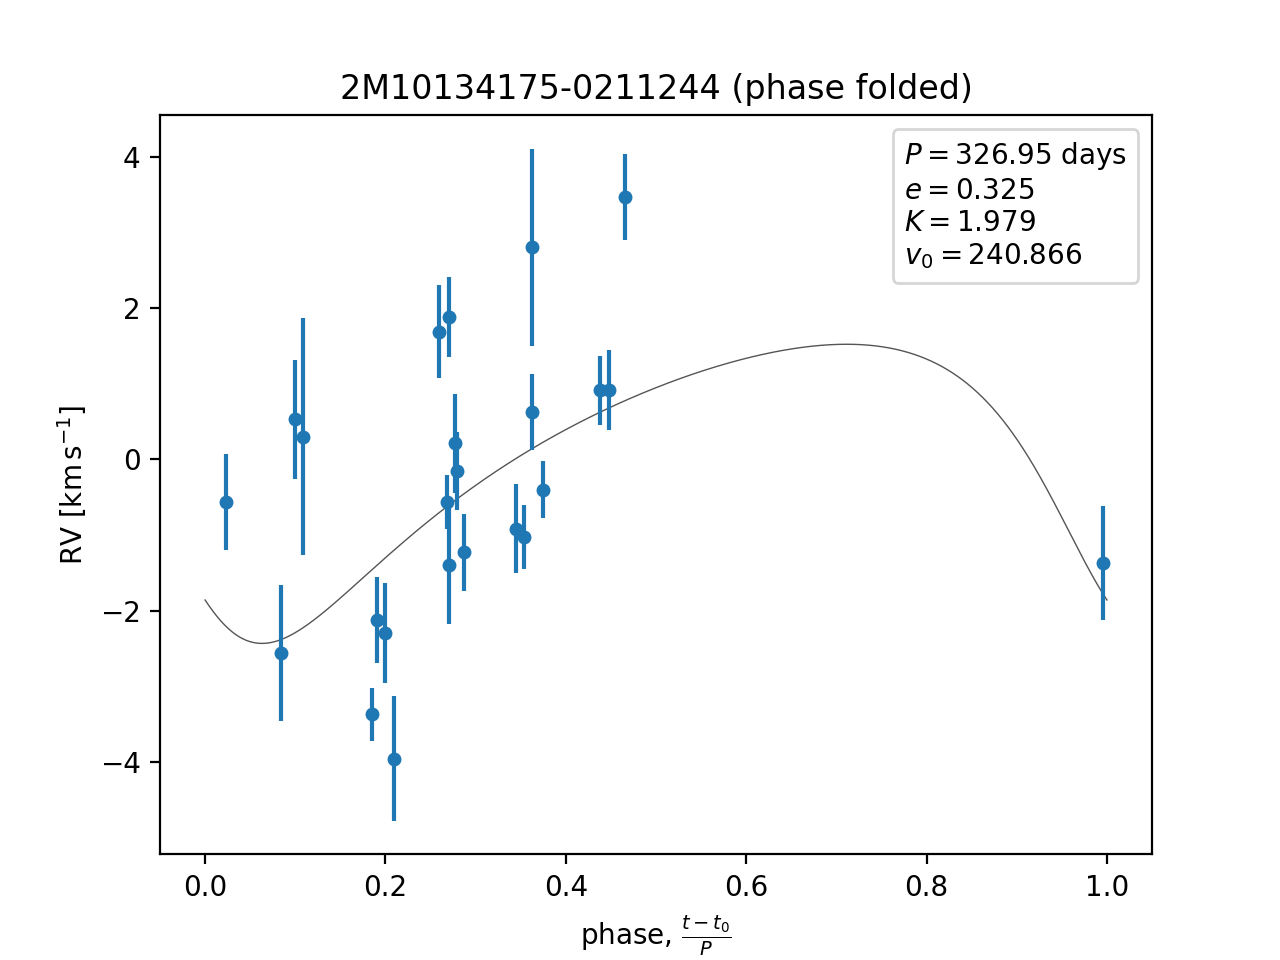 2M10134175-0211244 (phase folded)
P = 326.95 days
e = 0.325
K = 1.979
v₀ = 240.866
4
2
0
−2
−4
RV [km s⁻¹]
0.0 0.2 0.4 0.6 0.8 1.0
phase, (t − t₀)/P